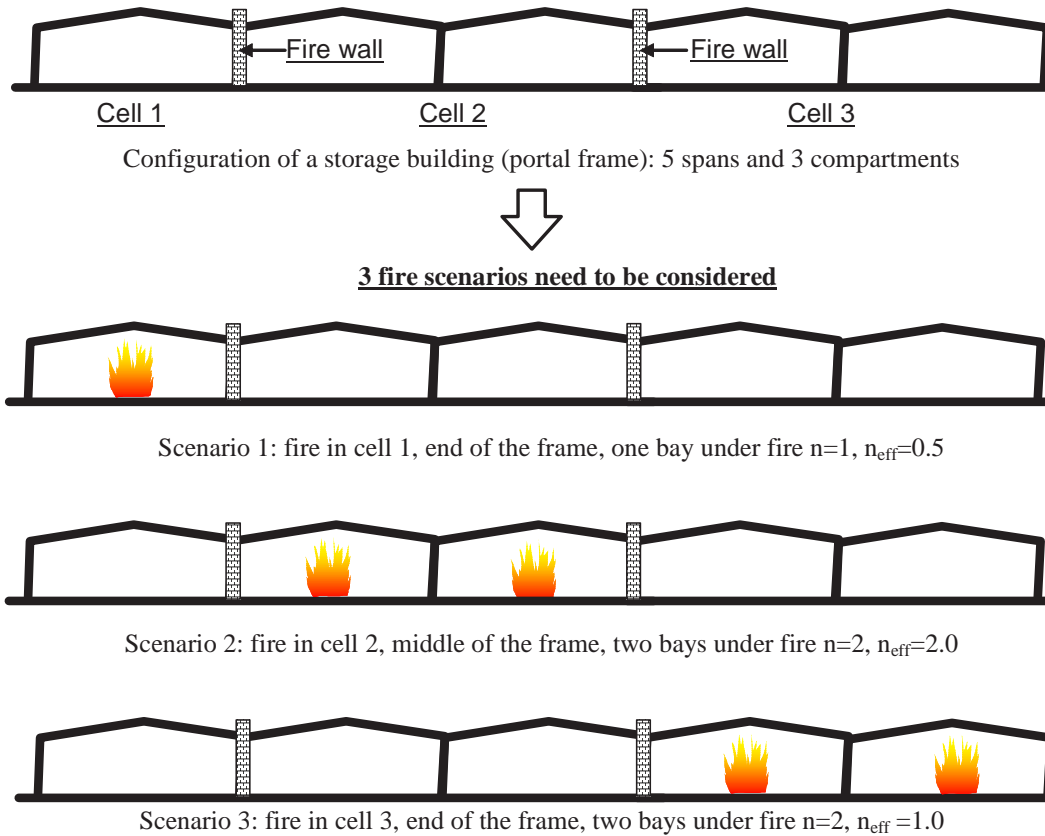 Fire wall
Fire wall
Cell 1
Cell 2
Cell 3
Configuration of a storage building (portal frame): 5 spans and 3 compartments
3 fire scenarios need to be considered
Scenario 1: fire in cell 1, end of the frame, one bay under fire n=1, neff=0.5
Scenario 2: fire in cell 2, middle of the frame, two bays under fire n=2, neff=2.0
Scenario 3: fire in cell 3, end of the frame, two bays under fire n=2, neff =1.0